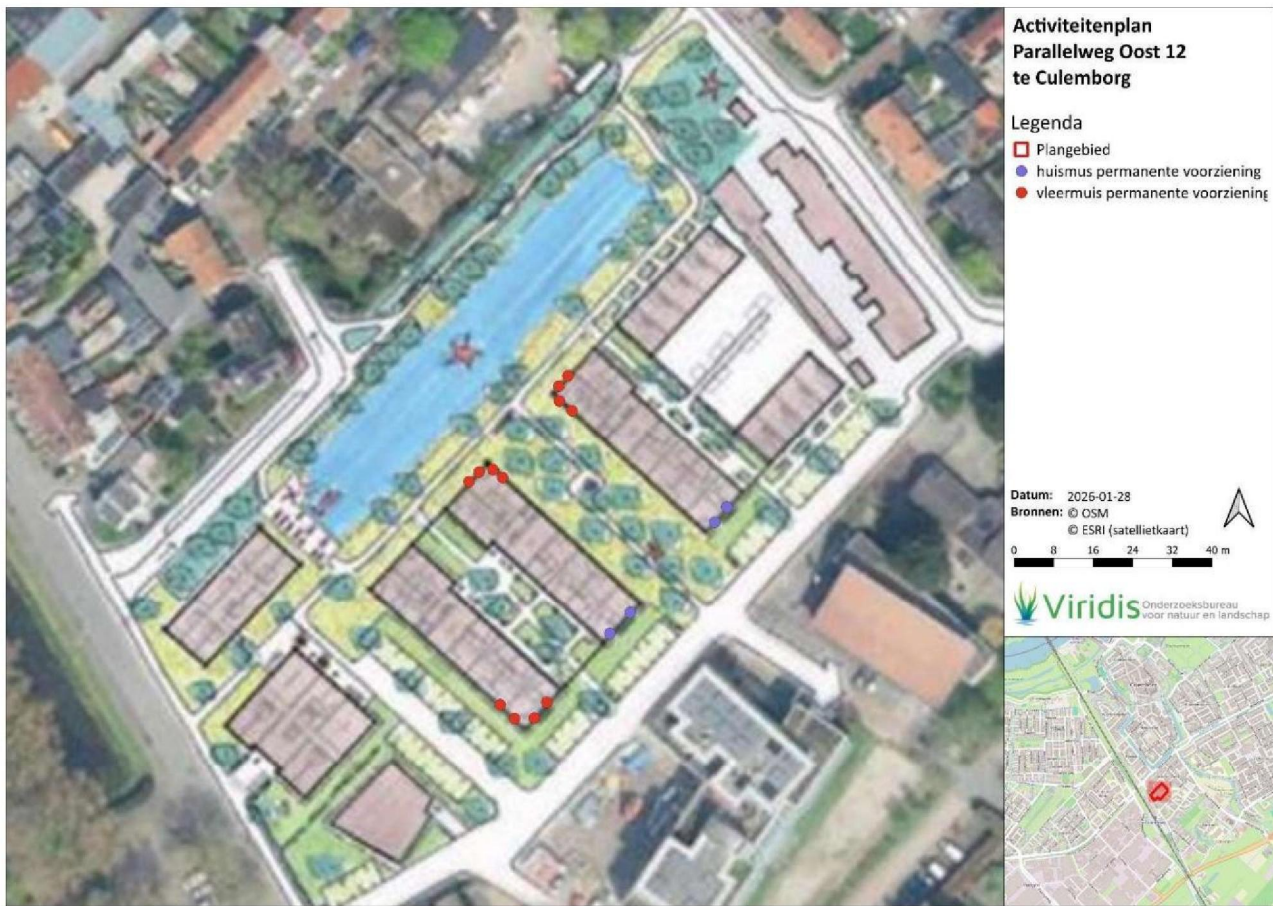 Activiteitenplan
Parallelweg Oost 12
te Culemborg
Legenda
Plangebied
huismus permanente voorziening
vleermuis permanente voorziening
Datum: 2026-01-28
Bronnen: © OSM
© ESRI (satellietkaart)
0 8 16 24 32 40 m
Viridis Onderzoeksbureau
voor natuur en landschap